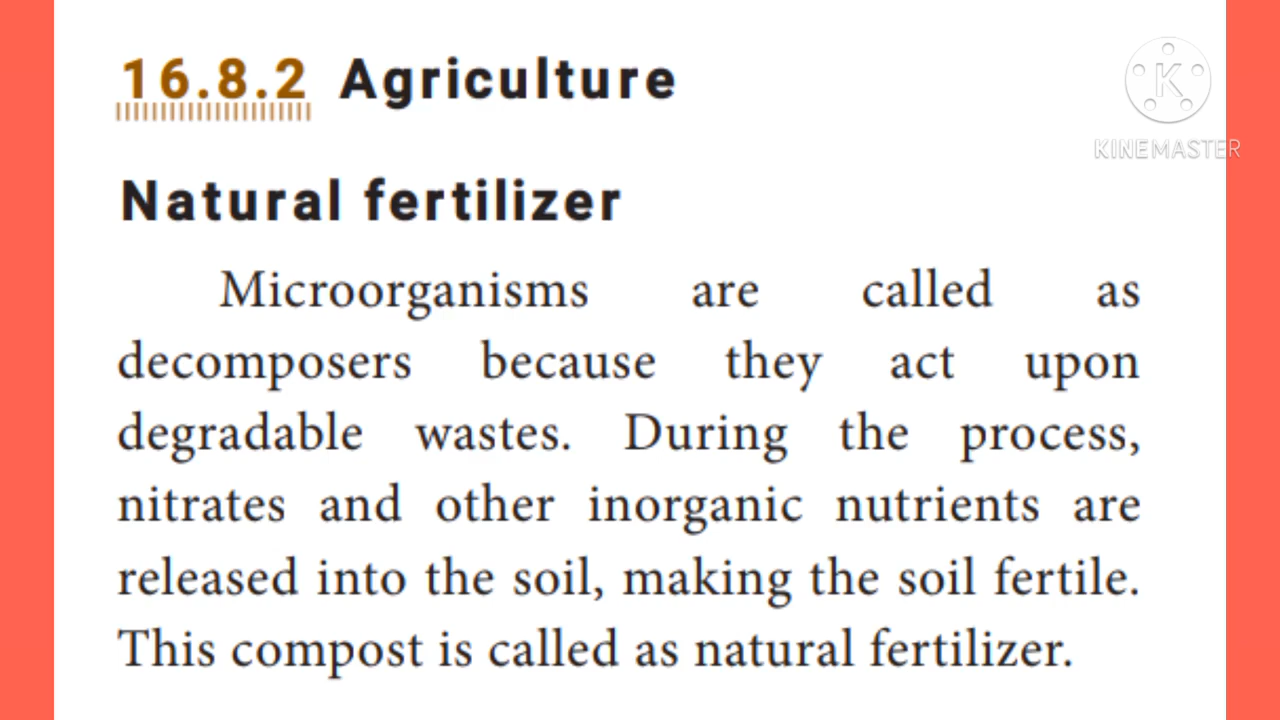 16.8.2 Agriculture
KINEMASTER
Natural fertilizer
Microorganisms are called as
decomposers because they act upon
degradable wastes. During the process,
nitrates and other inorganic nutrients are
released into the soil, making the soil fertile.
This compost is called as natural fertilizer.